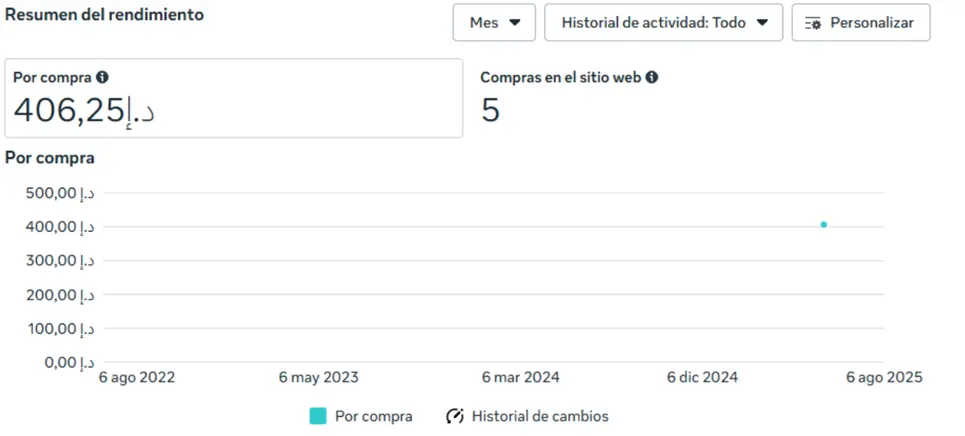 Resumen del rendimiento
Mes
Historial de actividad: Todo
Personalizar
Por compra
406,25د.إ
Compras en el sitio web
5
Por compra
500,00 د.إ
400,00 د.إ
300,00 د.إ
200,00 د.إ
100,00 د.إ
0,00 د.إ
6 ago 2022
6 may 2023
6 mar 2024
6 dic 2024
6 ago 2025
Por compra
Historial de cambios